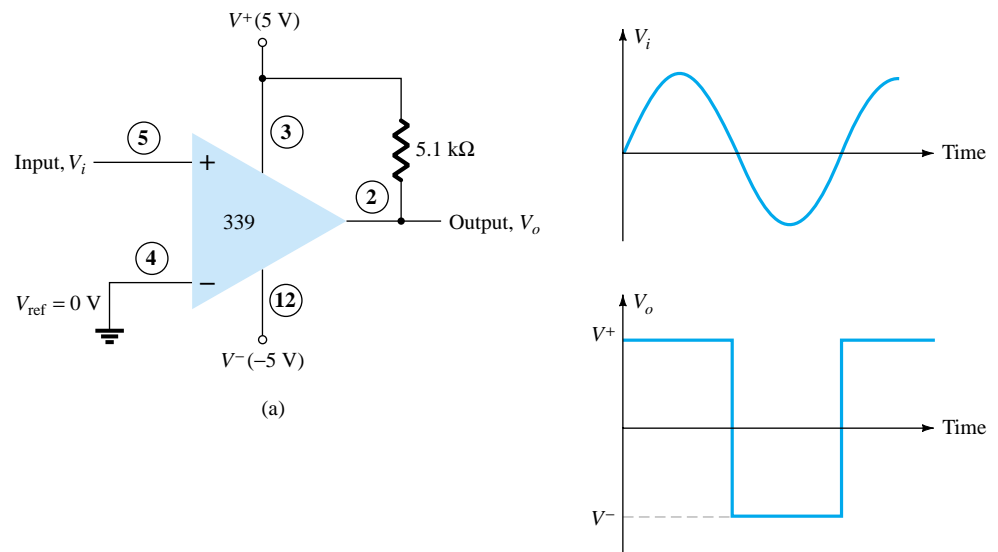 V⁺(5 V)
3
5
Input, Vᵢ
+
5.1 kΩ
2
339
Output, Vₒ
4
−
Vref = 0 V
12
V⁻(–5 V)
(a)
Vᵢ
Time
Vₒ
V⁺
Time
V⁻